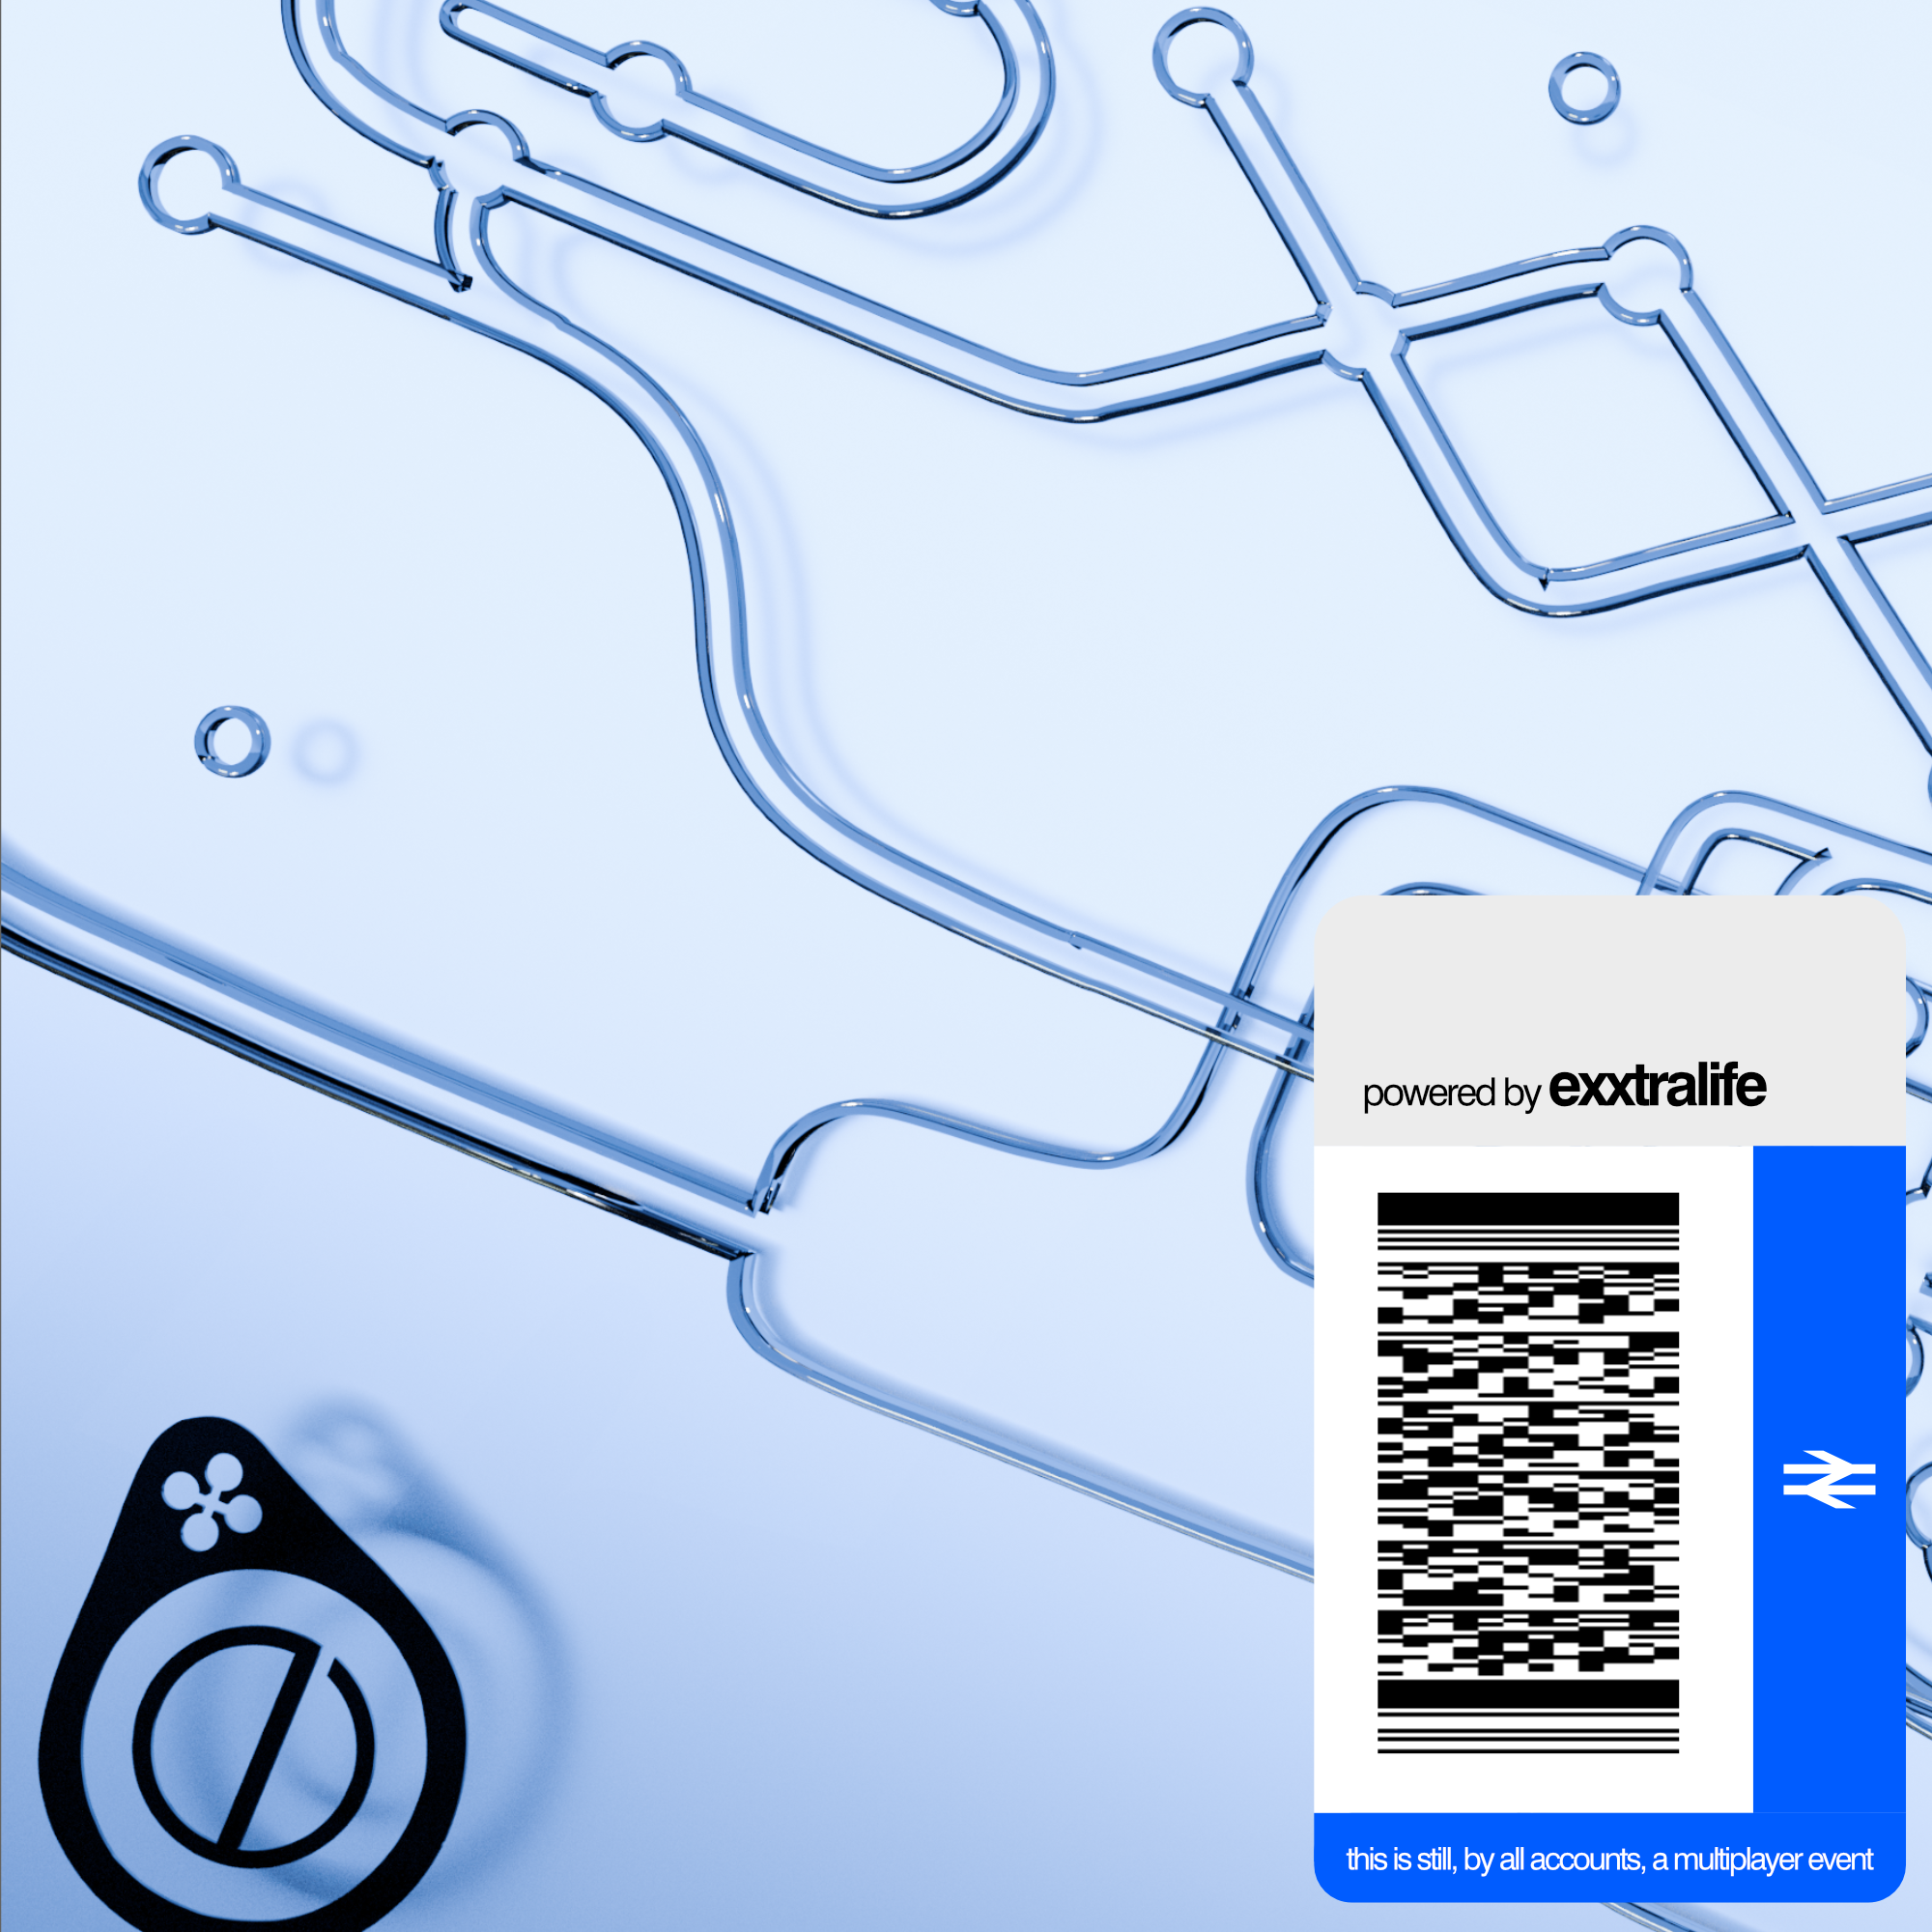 powered by exxtralife
this is still, by all accounts, a multiplayer event